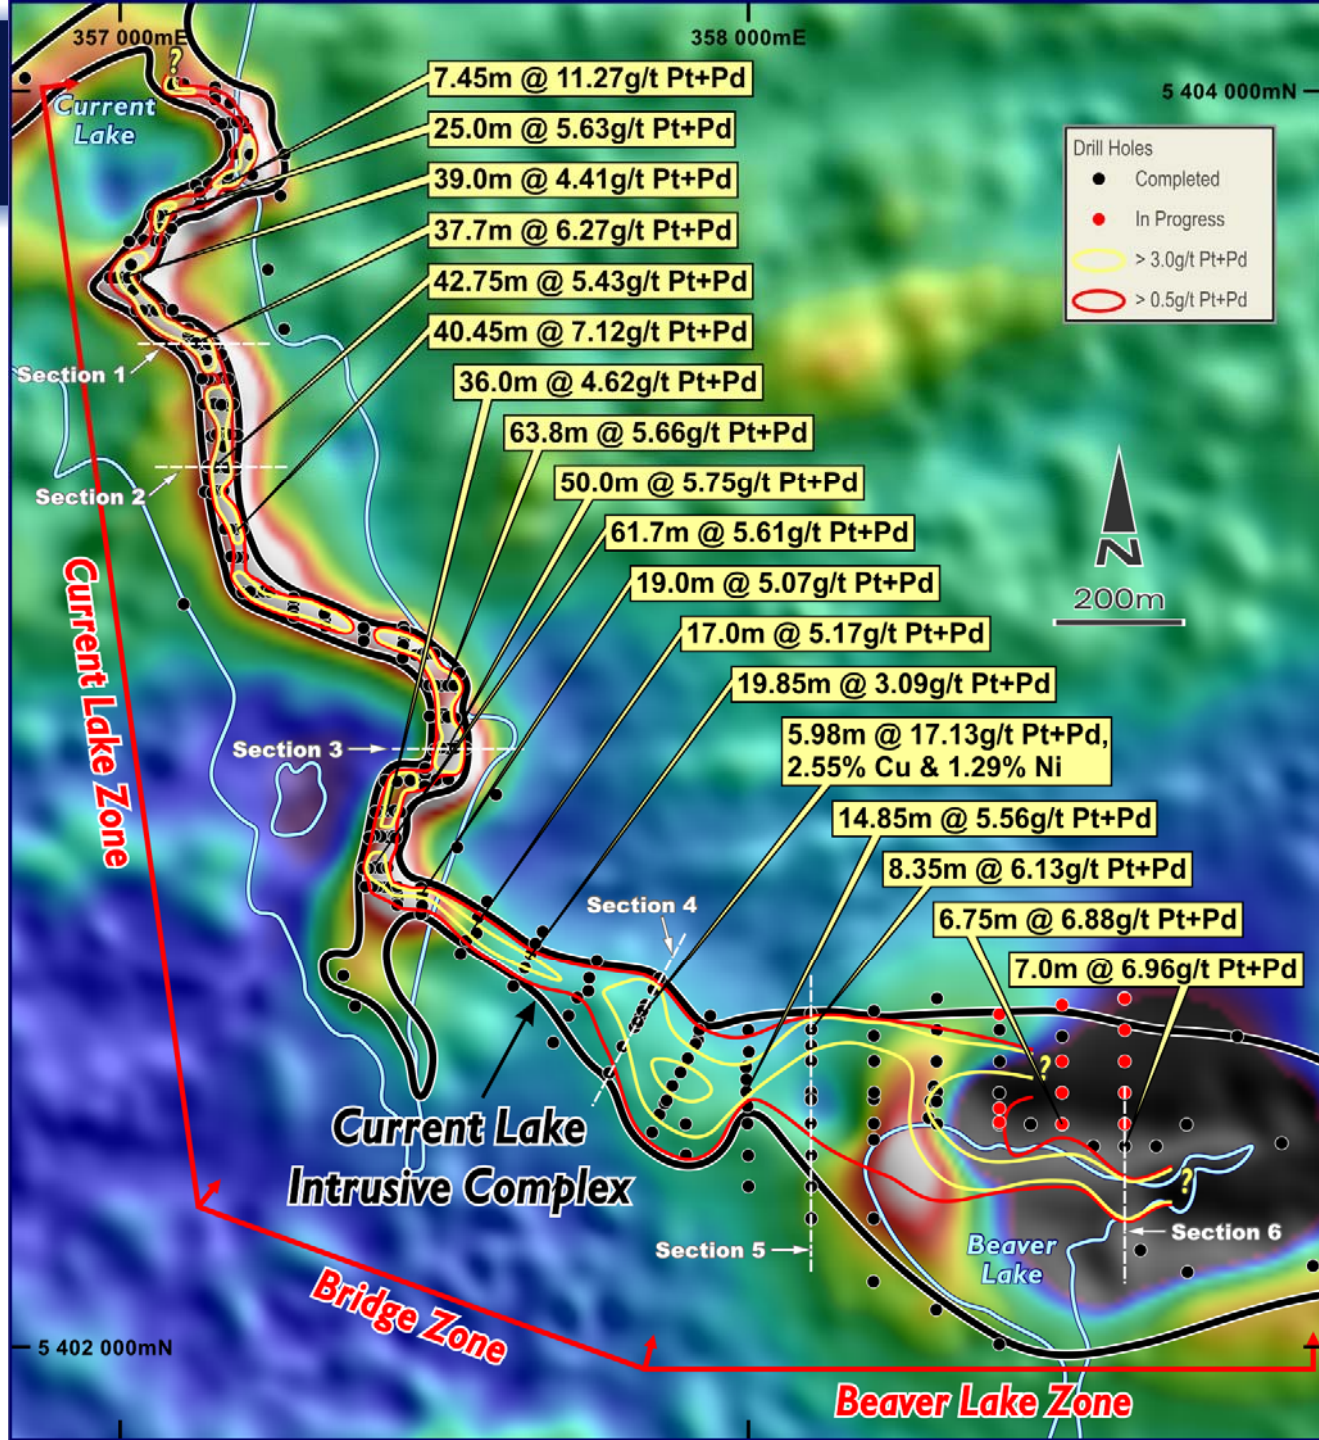 357 000mE
358 000mE
5 404 000mN
?
Current
Lake
7.45m @ 11.27g/t Pt+Pd
25.0m @ 5.63g/t Pt+Pd
39.0m @ 4.41g/t Pt+Pd
37.7m @ 6.27g/t Pt+Pd
42.75m @ 5.43g/t Pt+Pd
40.45m @ 7.12g/t Pt+Pd
36.0m @ 4.62g/t Pt+Pd
63.8m @ 5.66g/t Pt+Pd
50.0m @ 5.75g/t Pt+Pd
61.7m @ 5.61g/t Pt+Pd
19.0m @ 5.07g/t Pt+Pd
17.0m @ 5.17g/t Pt+Pd
19.85m @ 3.09g/t Pt+Pd
5.98m @ 17.13g/t Pt+Pd,
2.55% Cu & 1.29% Ni
14.85m @ 5.56g/t Pt+Pd
8.35m @ 6.13g/t Pt+Pd
6.75m @ 6.88g/t Pt+Pd
7.0m @ 6.96g/t Pt+Pd
Drill Holes
Completed
In Progress
> 3.0g/t Pt+Pd
> 0.5g/t Pt+Pd
N
200m
Section 1
Section 2
Section 3
Section 4
Section 5
Section 6
Current Lake Zone
Current Lake
Intrusive Complex
?
?
Beaver
Lake
Bridge Zone
Beaver Lake Zone
5 402 000mN